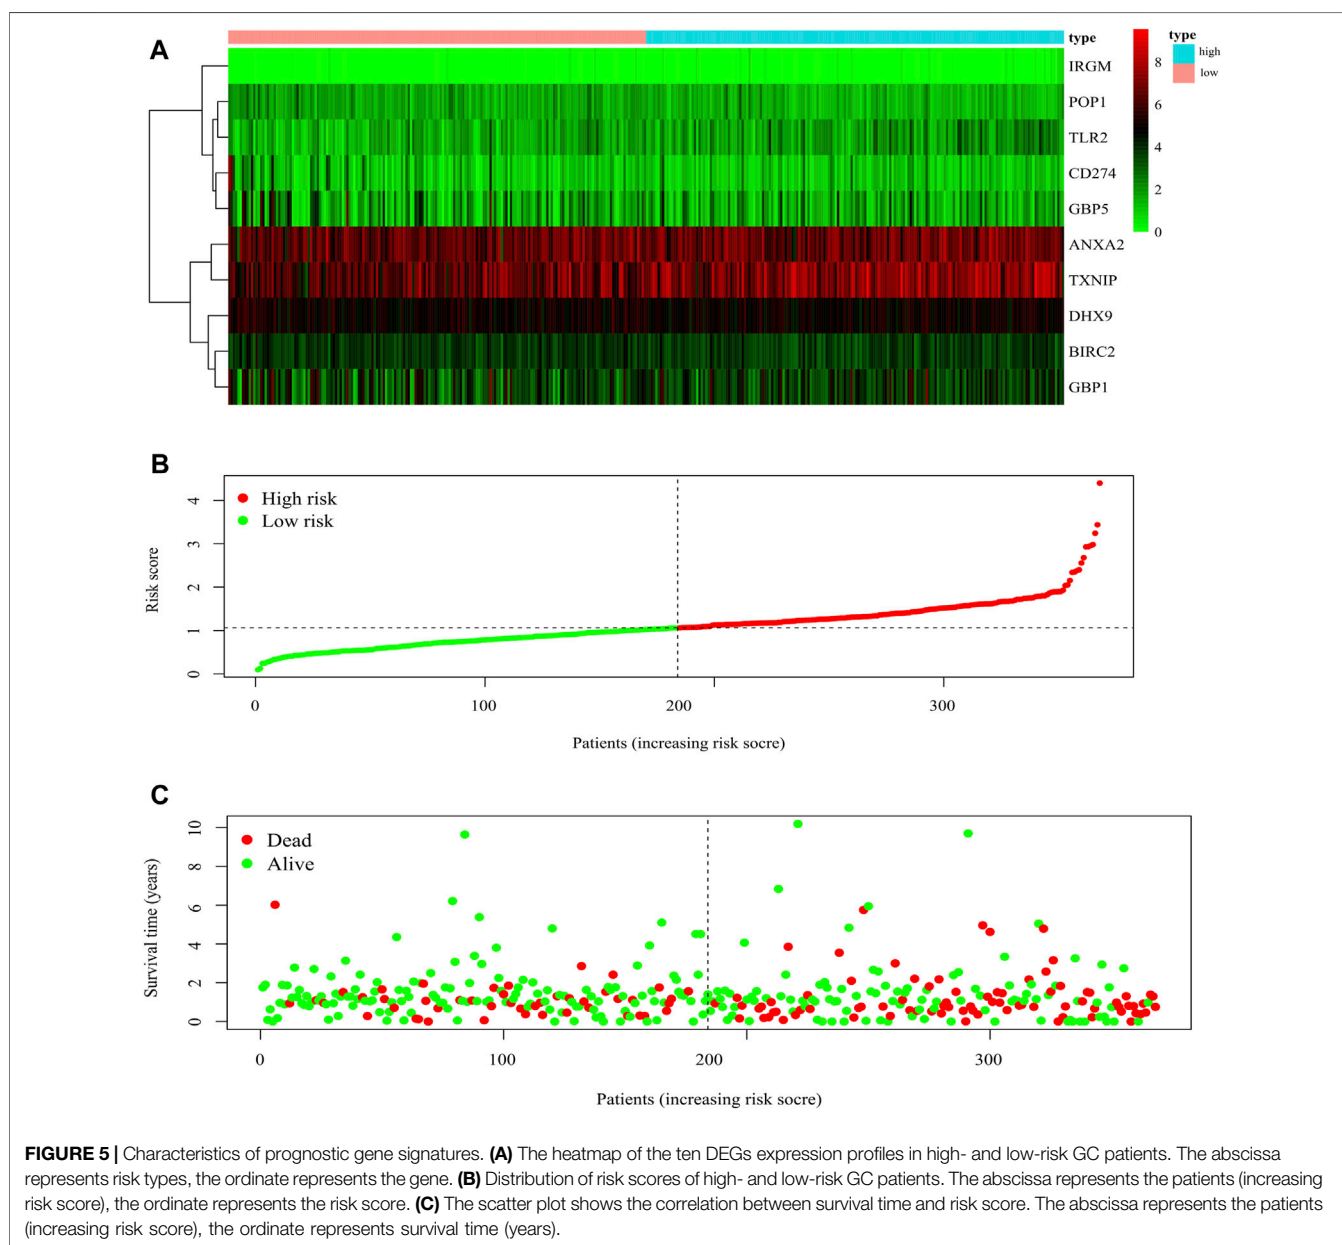 A
type
IRGM
POP1
TLR2
CD274
GBP5
ANXA2
TXNIP
DHX9
BIRC2
GBP1
8
6
4
2
0
type
high
low
B
High risk
Low risk
Risk score
4
3
2
1
0
0 100 200 300
Patients (increasing risk socre)
C
Dead
Alive
Survival time (years)
10
8
6
4
2
0
0 100 200 300
Patients (increasing risk socre)
FIGURE 5 | Characteristics of prognostic gene signatures. (A) The heatmap of the ten DEGs expression profiles in high- and low-risk GC patients. The abscissa
represents risk types, the ordinate represents the gene. (B) Distribution of risk scores of high- and low-risk GC patients. The abscissa represents the patients (increasing
risk score), the ordinate represents the risk score. (C) The scatter plot shows the correlation between survival time and risk score. The abscissa represents the patients
(increasing risk score), the ordinate represents survival time (years).